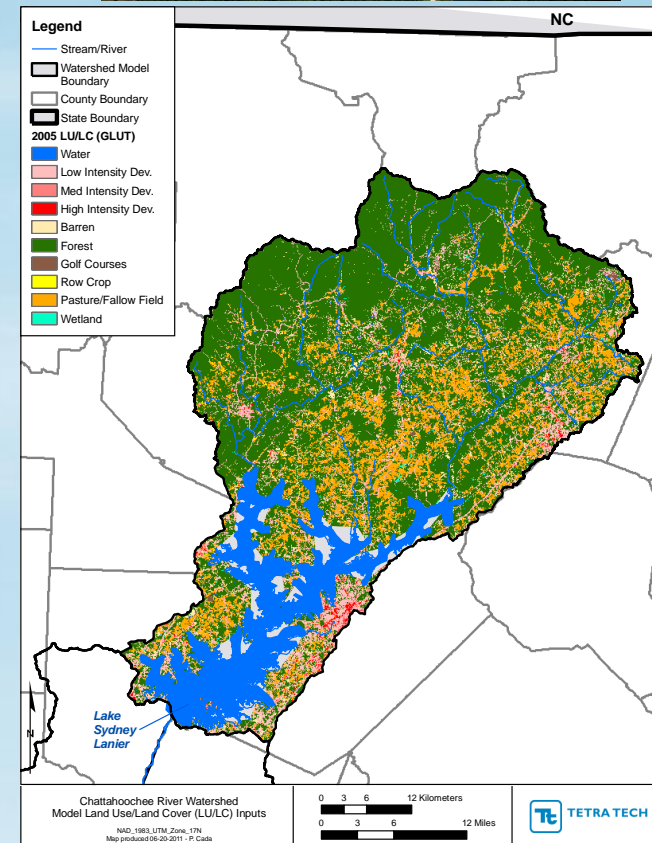 NC
Legend
Stream/River
Watershed Model
Boundary
County Boundary
State Boundary
2005 LU/LC (GLUT)
Water
Low Intensity Dev.
Med Intensity Dev.
High Intensity Dev.
Barren
Forest
Golf Courses
Row Crop
Pasture/Fallow Field
Wetland
Lake
Sydney
Lanier
N
Chattahoochee River Watershed
Model Land Use/Land Cover (LU/LC) Inputs
NAD_1983_UTM_Zone_17N
Map produced 06-20-2011 - P. Cada
0 3 6 12 Kilometers
0 3 6 12 Miles
Tt TETRA TECH